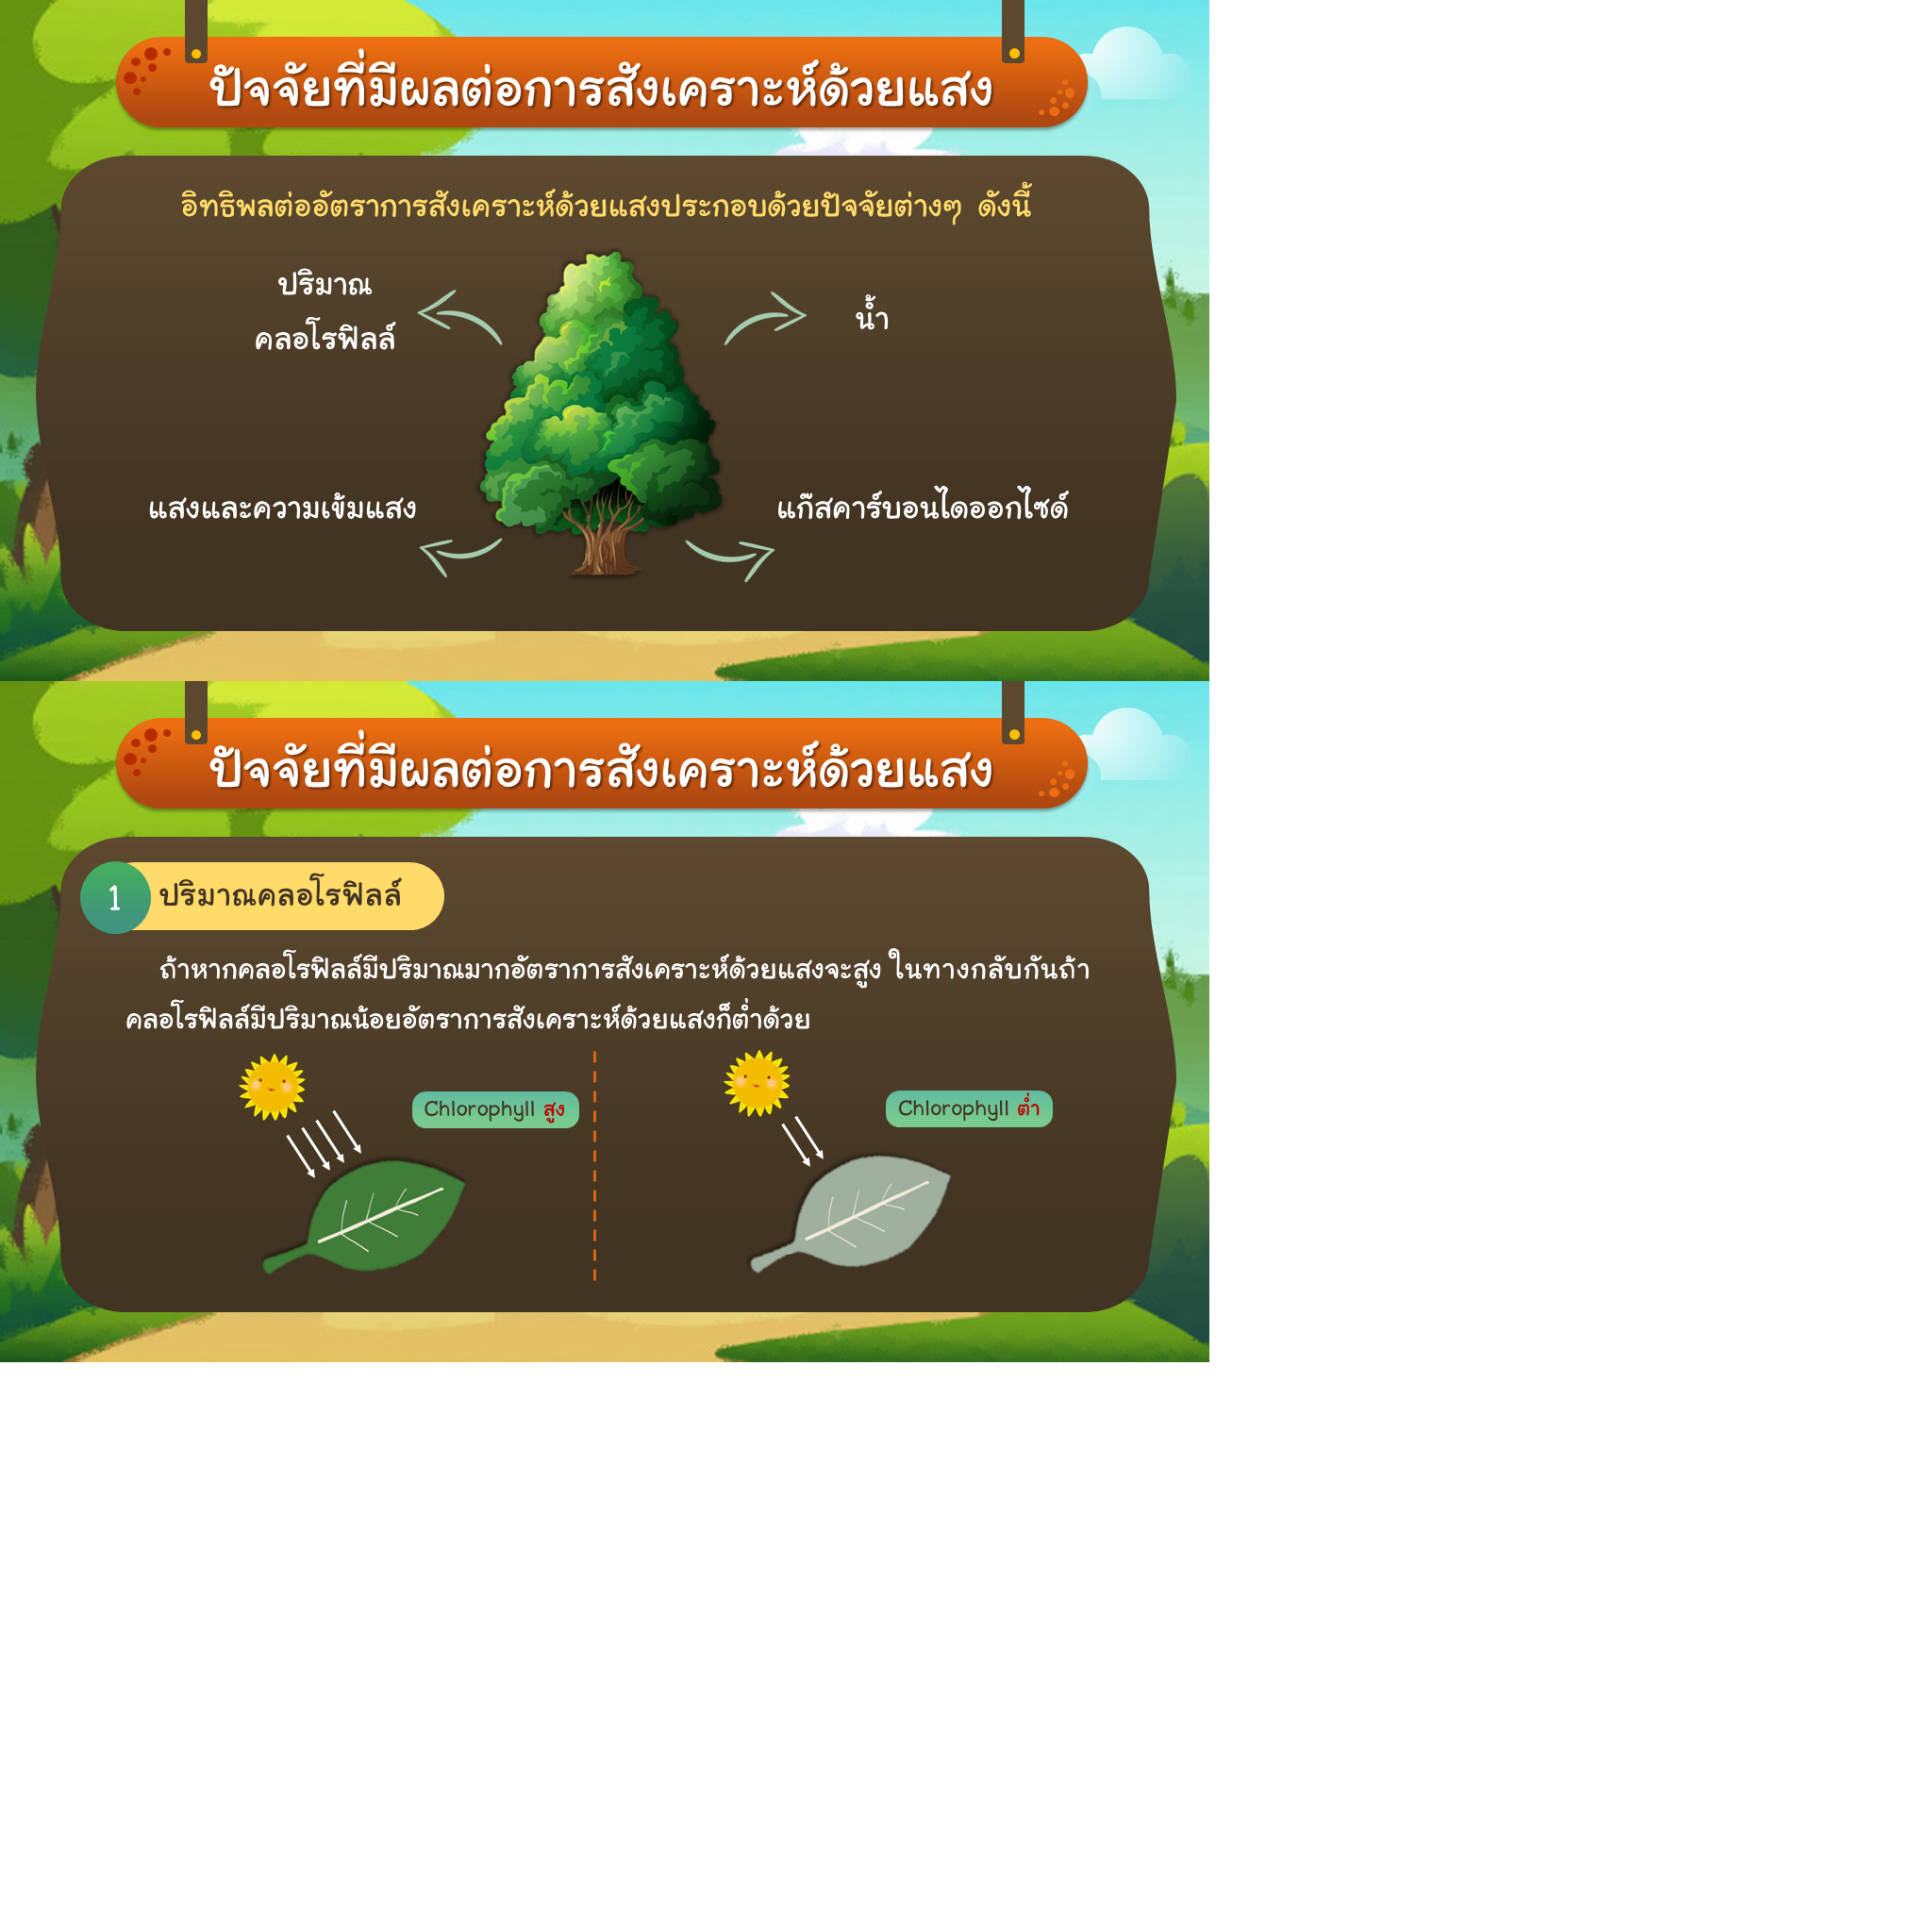 ปัจจัยที่มีผลต่อการสังเคราะห์ด้วยแสง
อิทธิพลต่ออัตราการสังเคราะห์ด้วยแสงประกอบด้วยปัจจัยต่างๆ ดังนี้
ปริมาณ
คลอโรฟิลล์
น้ำ
แสงและความเข้มแสง
แก๊สคาร์บอนไดออกไซด์
ปัจจัยที่มีผลต่อการสังเคราะห์ด้วยแสง
1 ปริมาณคลอโรฟิลล์
ถ้าหากคลอโรฟิลล์มีปริมาณมากอัตราการสังเคราะห์ด้วยแสงจะสูง ในทางกลับกันถ้า
คลอโรฟิลล์มีปริมาณน้อยอัตราการสังเคราะห์ด้วยแสงก็ต่ำด้วย
Chlorophyll สูง
Chlorophyll ต่ำ